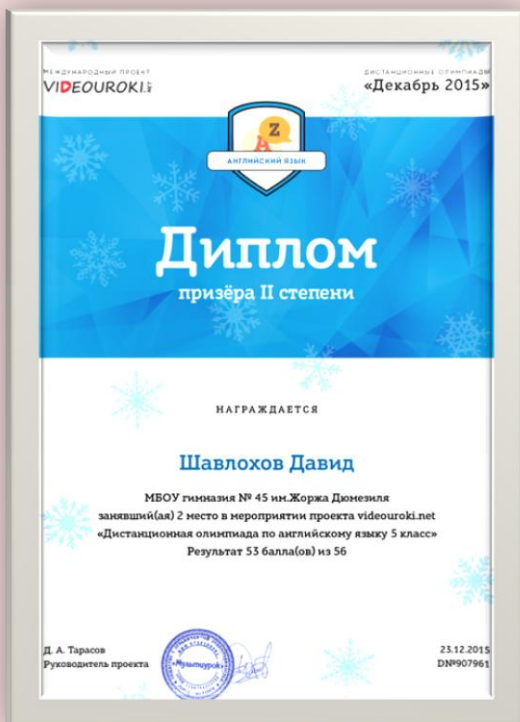 МЕЖДУНАРОДНЫЙ ПРОЕКТ
VIDEOUROKI.NET
ДИСТАНЦИОННЫЕ ОЛИМПИАДЫ
«Декабрь 2015»
A Z
АНГЛИЙСКИЙ ЯЗЫК
Диплом
призёра II степени
НАГРАЖДАЕТСЯ
Шавлохов Давид
МБОУ гимназия № 45 им.Жоржа Дюмезиля
занявший(ая) 2 место в мероприятии проекта videouroki.net
«Дистанционная олимпиада по английскому языку 5 класс»
Результат 53 балла(ов) из 56
Д. А. Тарасов
Руководитель проекта
«Мультиурок»
23.12.2015
DN№907961